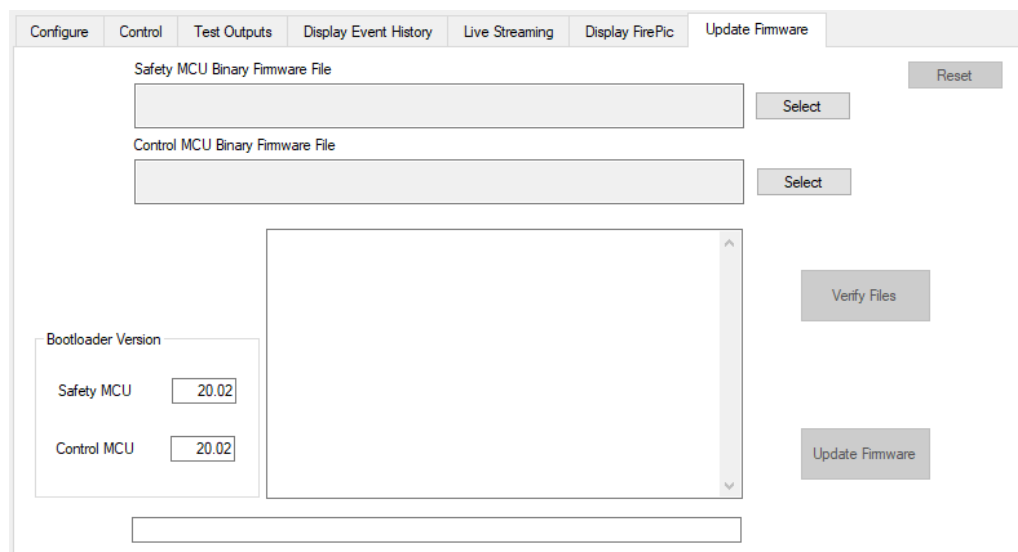 Configure Control Test Outputs Display Event History Live Streaming Display FirePic Update Firmware
Safety MCU Binary Firmware File
Reset
Select
Control MCU Binary Firmware File
Select
Verify Files
Bootloader Version
Safety MCU 20.02
Control MCU 20.02
Update Firmware